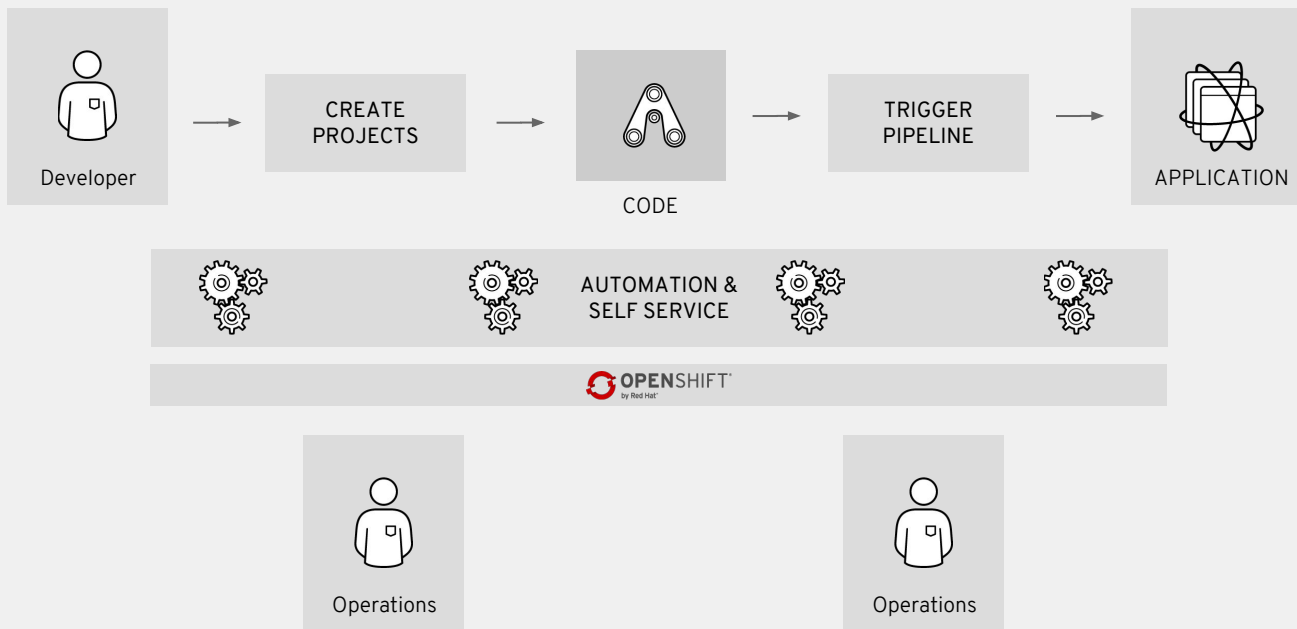 Developer
CREATE
PROJECTS
CODE
TRIGGER
PIPELINE
APPLICATION
AUTOMATION &
SELF SERVICE
OPENSHIFT®
by Red Hat®
Operations
Operations